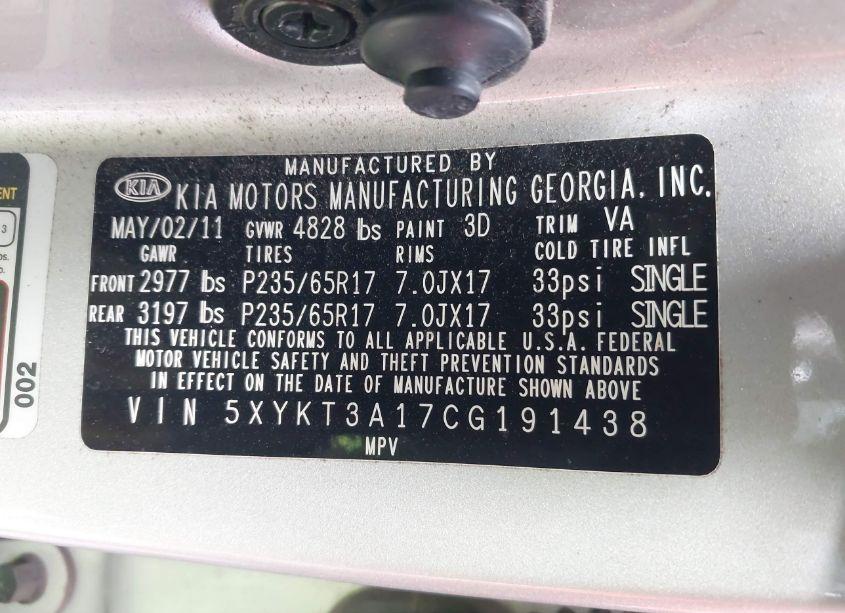 MANUFACTURED BY
KIA KIA MOTORS MANUFACTURING GEORGIA, INC.
MAY/02/11 GVWR 4828 lbs PAINT 3D TRIM VA
GAWR TIRES RIMS COLD TIRE INFL
FRONT 2977 lbs P235/65R17 7.0JX17 33psi SINGLE
REAR 3197 lbs P235/65R17 7.0JX17 33psi SINGLE
THIS VEHICLE CONFORMS TO ALL APPLICABLE U.S.A. FEDERAL
MOTOR VEHICLE SAFETY AND THEFT PREVENTION STANDARDS
IN EFFECT ON THE DATE OF MANUFACTURE SHOWN ABOVE
VIN 5XYKT3A17CG191438
MPV
ENT
3
bs.
o.
002